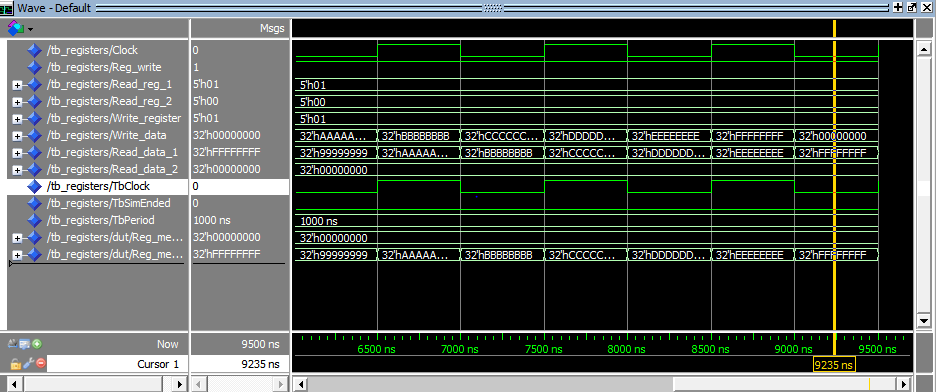 Wave - Default
Msgs
/tb_registers/Clock 0
/tb_registers/Reg_write 1
/tb_registers/Read_reg_1 5'h01 5'h01
/tb_registers/Read_reg_2 5'h00 5'h00
/tb_registers/Write_register 5'h01 5'h01
/tb_registers/Write_data 32'h00000000 32'hAAAAA... 32'hBBBBBBBB 32'hCCCCCC... 32'hDDDDD... 32'hEEEEEEEE 32'hFFFFFFFF 32'h00000000
/tb_registers/Read_data_1 32'hFFFFFFFF 32'h99999999 32'hAAAAA... 32'hBBBBBBBB 32'hCCCCC... 32'hDDDDDD... 32'hEEEEEEEE 32'hFFFFFFFF
/tb_registers/Read_data_2 32'h00000000 32'h00000000
/tb_registers/TbClock 0
/tb_registers/TbSimEnded 0
/tb_registers/TbPeriod 1000 ns 1000 ns
/tb_registers/dut/Reg_me... 32'h00000000 32'h00000000
/tb_registers/dut/Reg_me... 32'hFFFFFFFF 32'h99999999 32'hAAAAA... 32'hBBBBBBBB 32'hCCCCC... 32'hDDDDDD... 32'hEEEEEEEE 32'hFFFFFFFF
Now 9500 ns 6500 ns 7000 ns 7500 ns 8000 ns 8500 ns 9000 ns 9500 ns
Cursor 1 9235 ns 9235 ns